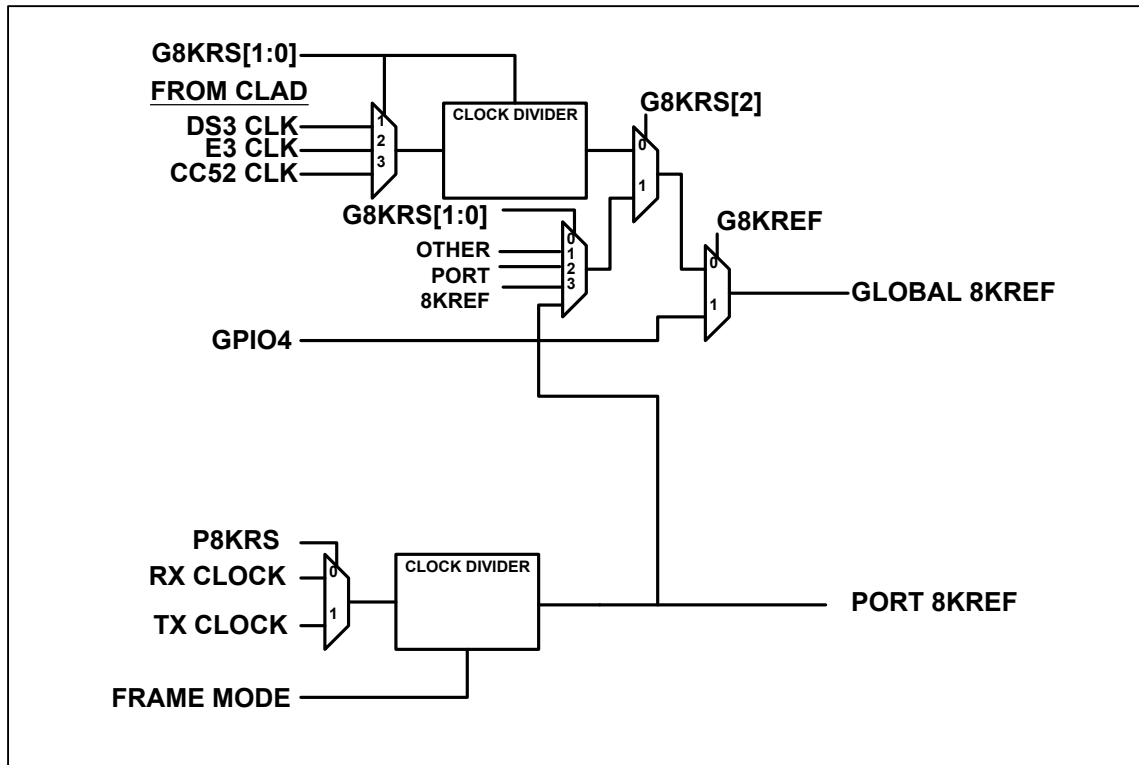 G8KRS[1:0]
FROM CLAD
DS3 CLK
E3 CLK
CC52 CLK
1
2
3
CLOCK DIVIDER
G8KRS[2]
0
1
G8KRS[1:0]
OTHER
PORT
8KREF
0
1
2
3
G8KREF
0
1
GLOBAL 8KREF
GPIO4
P8KRS
RX CLOCK
TX CLOCK
0
1
CLOCK DIVIDER
PORT 8KREF
FRAME MODE